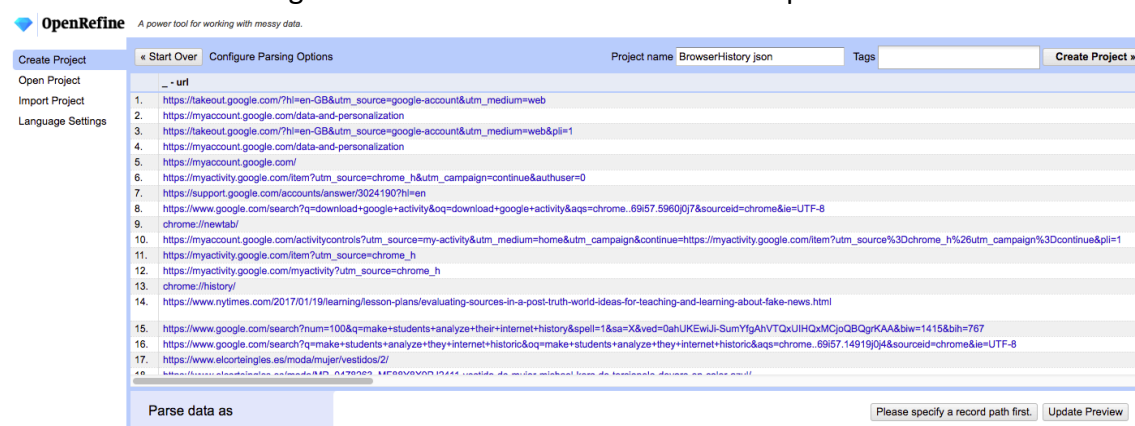 OpenRefine A power tool for working with messy data.
Create Project
Open Project
Import Project
Language Settings
« Start Over Configure Parsing Options Project name BrowserHistory json Tags Create Project »
_ - url
1. https://takeout.google.com/?hl=en-GB&utm_source=google-account&utm_medium=web
2. https://myaccount.google.com/data-and-personalization
3. https://takeout.google.com/?hl=en-GB&utm_source=google-account&utm_medium=web&pli=1
4. https://myaccount.google.com/data-and-personalization
5. https://myaccount.google.com/
6. https://myactivity.google.com/item?utm_source=chrome_h&utm_campaign=continue&authuser=0
7. https://support.google.com/accounts/answer/3024190?hl=en
8. https://www.google.com/search?q=download+google+activity&oq=download+google+activity&aqs=chrome..69i57.5960j0j7&sourceid=chrome&ie=UTF-8
9. chrome://newtab/
10. https://myaccount.google.com/activitycontrols?utm_source=my-activity&utm_medium=home&utm_campaign&continue=https://myactivity.google.com/item?utm_source%3Dchrome_h%26utm_campaign%3Dcontinue&pli=1
11. https://myactivity.google.com/item?utm_source=chrome_h
12. https://myactivity.google.com/myactivity?utm_source=chrome_h
13. chrome://history/
14. https://www.nytimes.com/2017/01/19/learning/lesson-plans/evaluating-sources-in-a-post-truth-world-ideas-for-teaching-and-learning-about-fake-news.html
15. https://www.google.com/search?num=100&q=make+students+analyze+their+internet+history&spell=1&sa=X&ved=0ahUKEwiJi-SumYfgAhVTQxUIHQxMCjoQBQgrKAA&biw=1415&bih=767
16. https://www.google.com/search?q=make+students+analyze+they+internet+historic&oq=make+students+analyze+they+internet+historic&aqs=chrome..69i57.14919j0j4&sourceid=chrome&ie=UTF-8
17. https://www.elcorteingles.es/moda/mujer/vestidos/2/
Parse data as
Please specify a record path first. Update Preview